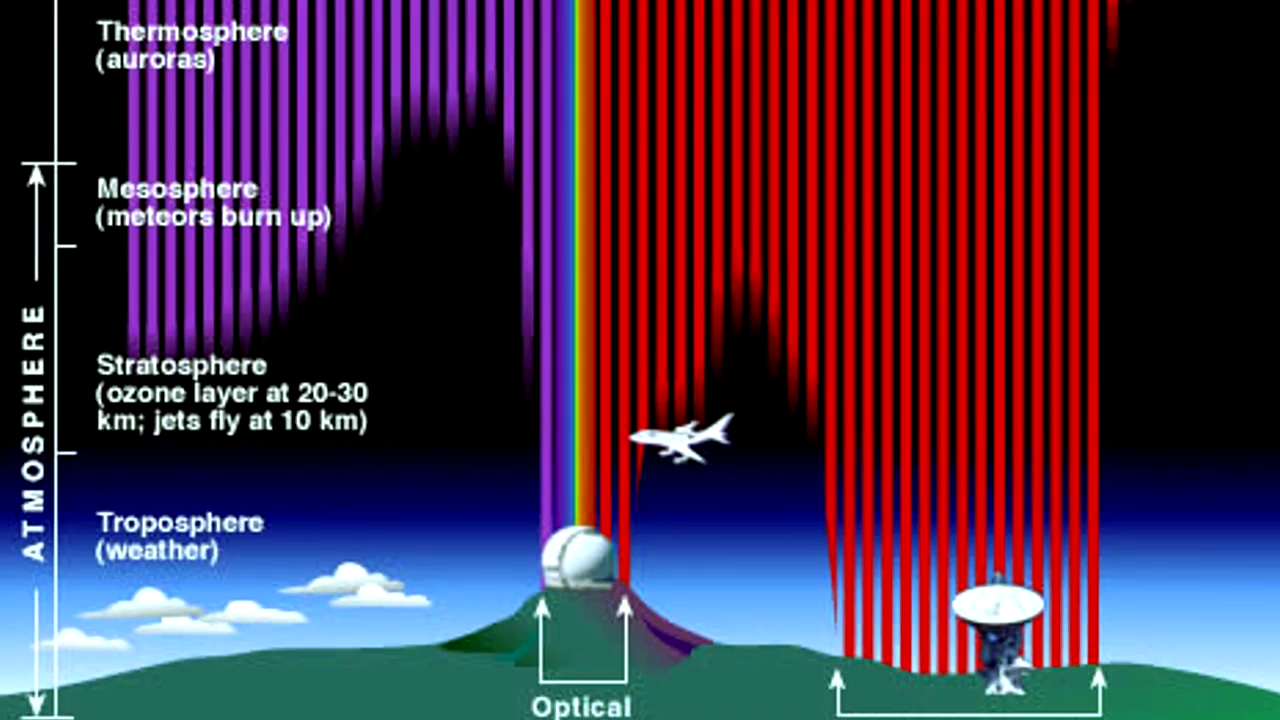 Thermosphere
(auroras)
Mesosphere
(meteors burn up)
ATMOSPHERE
Stratosphere
(ozone layer at 20-30
km; jets fly at 10 km)
Troposphere
(weather)
Optical